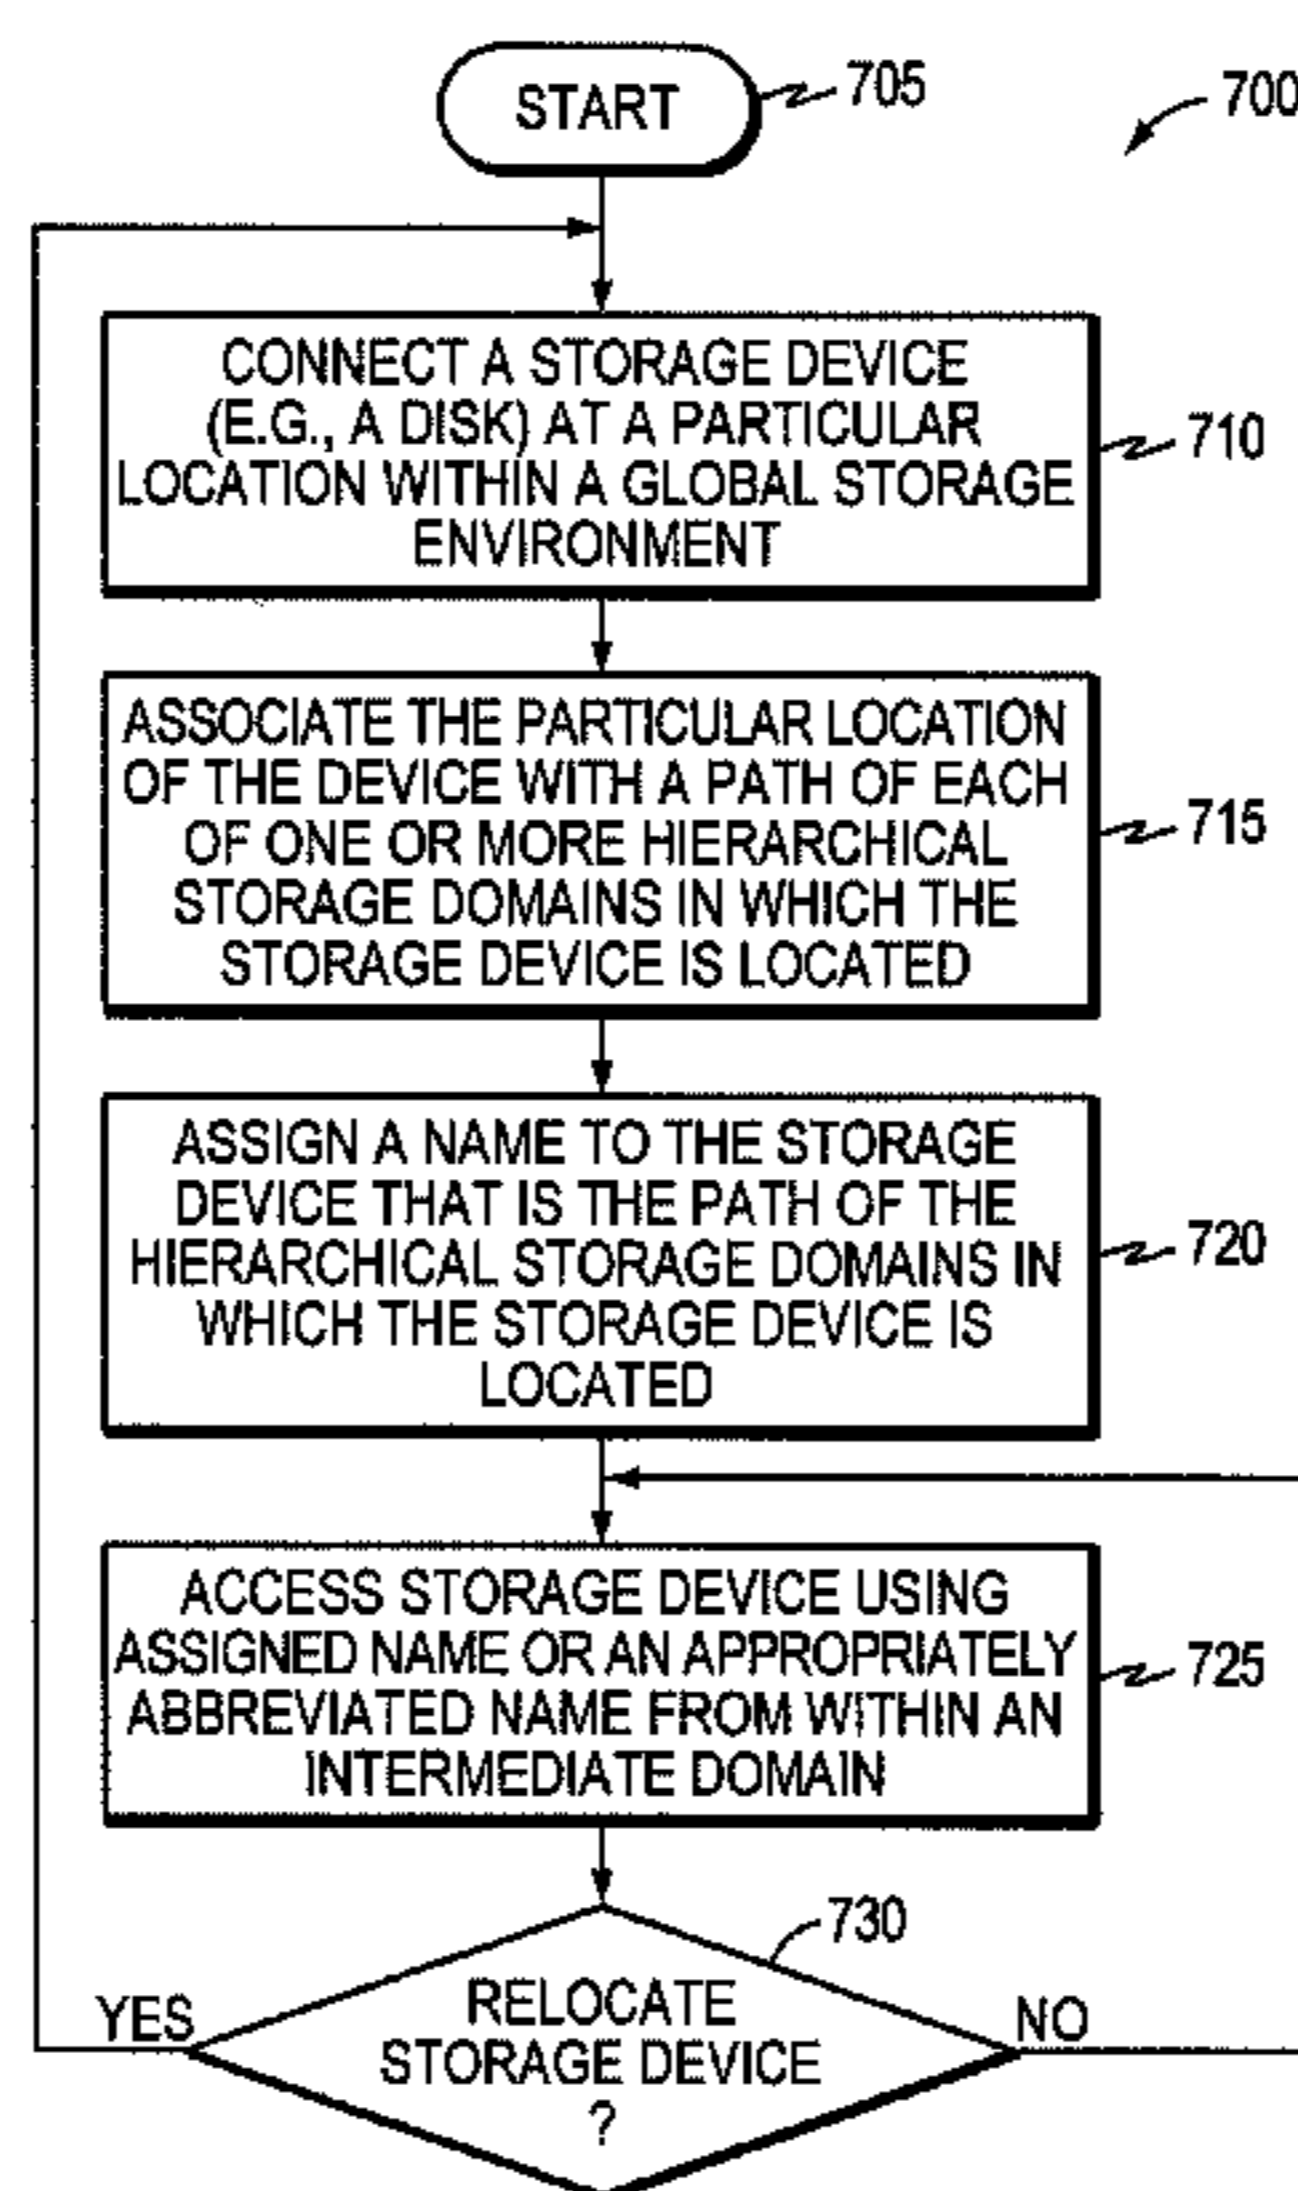 START
705
700
CONNECT A STORAGE DEVICE
(E.G., A DISK) AT A PARTICULAR
LOCATION WITHIN A GLOBAL STORAGE
ENVIRONMENT
710
ASSOCIATE THE PARTICULAR LOCATION
OF THE DEVICE WITH A PATH OF EACH
OF ONE OR MORE HIERARCHICAL
STORAGE DOMAINS IN WHICH THE
STORAGE DEVICE IS LOCATED
715
ASSIGN A NAME TO THE STORAGE
DEVICE THAT IS THE PATH OF THE
HIERARCHICAL STORAGE DOMAINS IN
WHICH THE STORAGE DEVICE IS
LOCATED
720
ACCESS STORAGE DEVICE USING
ASSIGNED NAME OR AN APPROPRIATELY
ABBREVIATED NAME FROM WITHIN AN
INTERMEDIATE DOMAIN
725
730
RELOCATE
STORAGE DEVICE
?
YES
NO